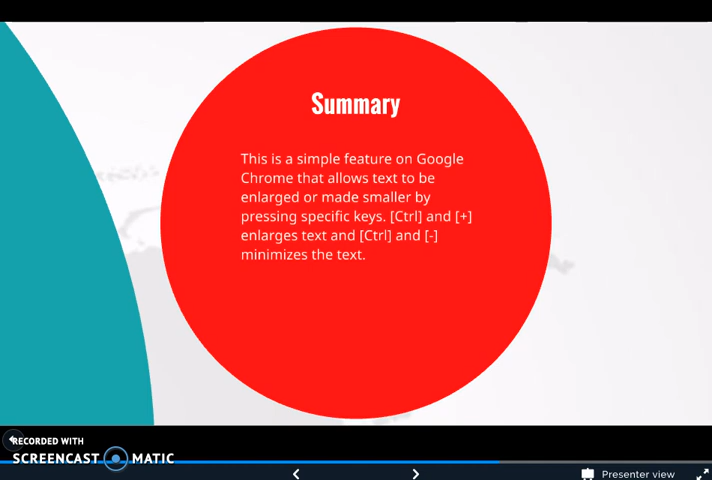 Summary
This is a simple feature on Google
Chrome that allows text to be
enlarged or made smaller by
pressing specific keys. [Ctrl] and [+]
enlarges text and [Ctrl] and [-]
minimizes the text.
RECORDED WITH
SCREENCAST MATIC
Presenter view